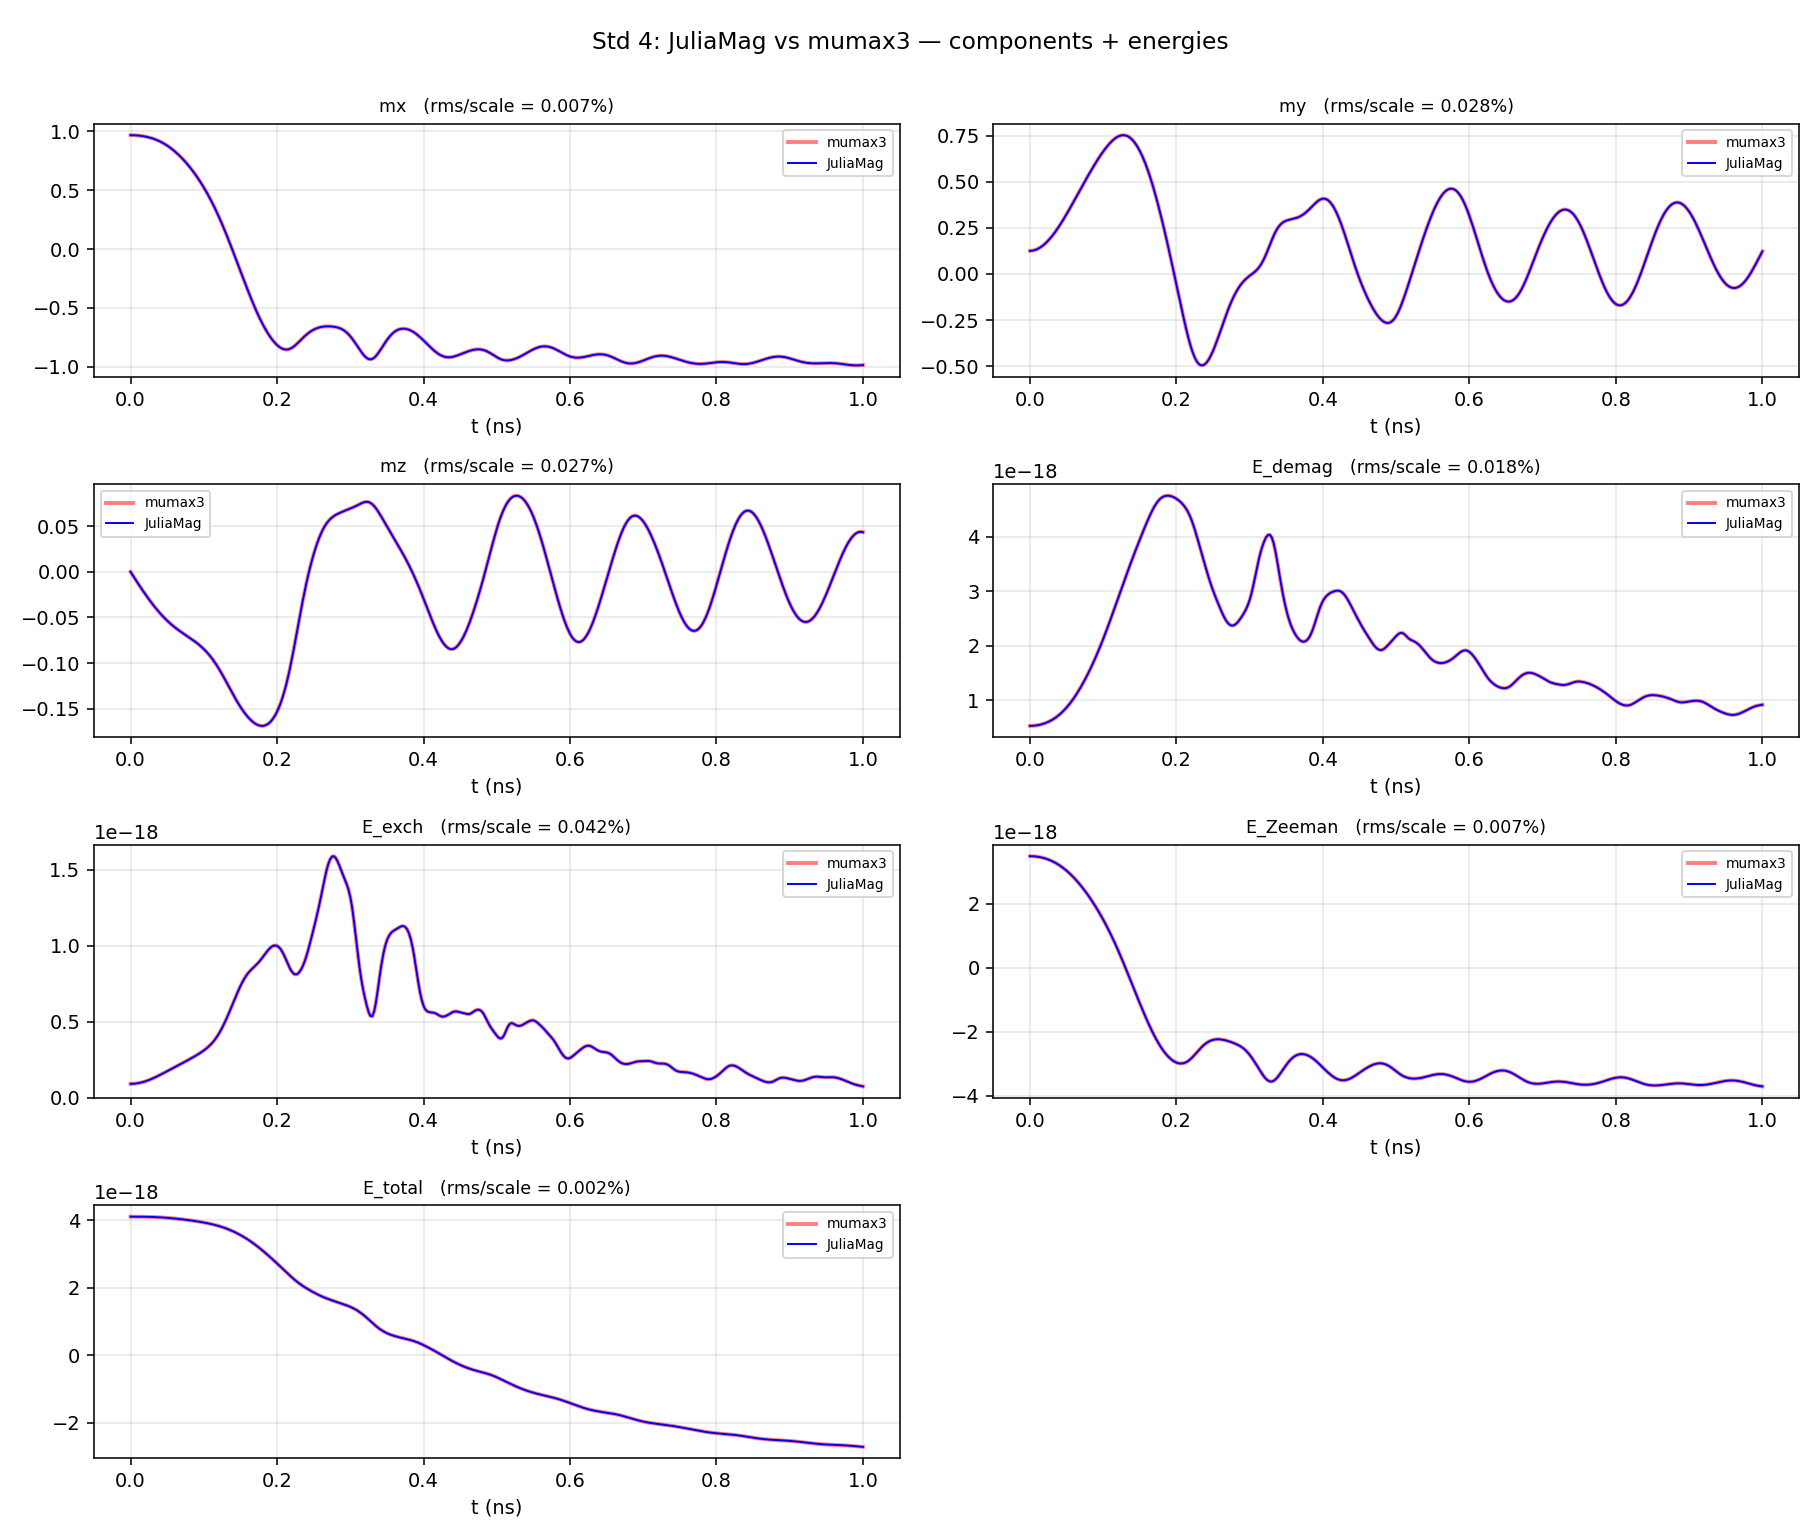 Std 4: JuliaMag vs mumax3 — components + energies
mx (rms/scale = 0.007%)
1.0
0.5
0.0
−0.5
−1.0
mumax3
JuliaMag
0.0 0.2 0.4 0.6 0.8 1.0
t (ns)
my (rms/scale = 0.028%)
0.75
0.50
0.25
0.00
−0.25
−0.50
mumax3
JuliaMag
0.0 0.2 0.4 0.6 0.8 1.0
t (ns)
mz (rms/scale = 0.027%)
0.05
0.00
−0.05
−0.10
−0.15
mumax3
JuliaMag
0.0 0.2 0.4 0.6 0.8 1.0
t (ns)
1e−18
E_demag (rms/scale = 0.018%)
4
3
2
1
mumax3
JuliaMag
0.0 0.2 0.4 0.6 0.8 1.0
t (ns)
1e−18
E_exch (rms/scale = 0.042%)
1.5
1.0
0.5
0.0
mumax3
JuliaMag
0.0 0.2 0.4 0.6 0.8 1.0
t (ns)
1e−18
E_Zeeman (rms/scale = 0.007%)
2
0
−2
−4
mumax3
JuliaMag
0.0 0.2 0.4 0.6 0.8 1.0
t (ns)
1e−18
E_total (rms/scale = 0.002%)
4
2
0
−2
mumax3
JuliaMag
0.0 0.2 0.4 0.6 0.8 1.0
t (ns)